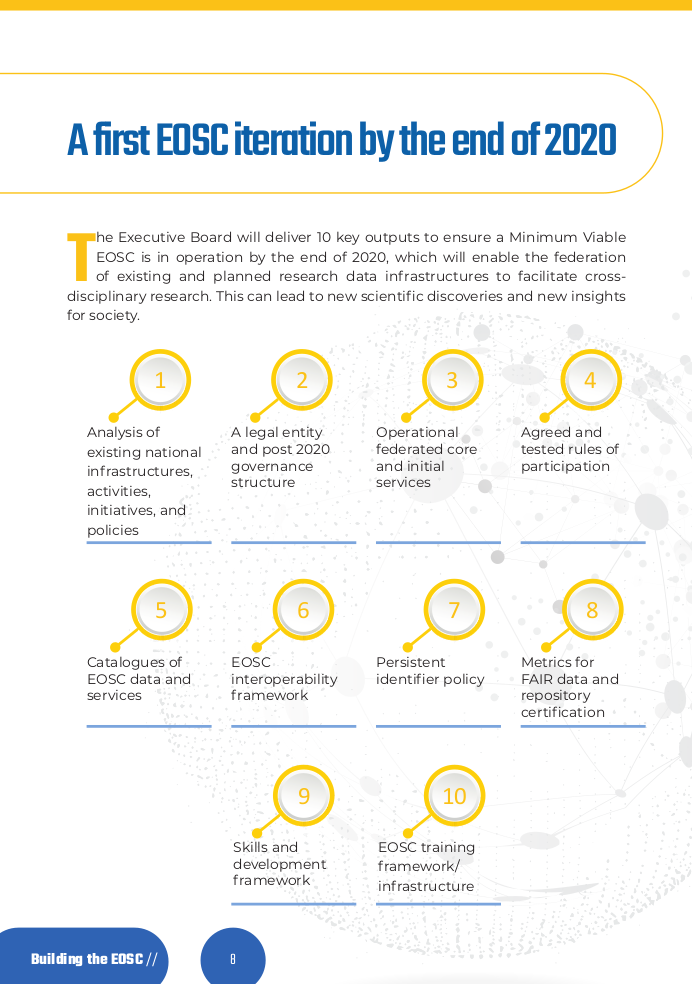 A first EOSC iteration by the end of 2020
The Executive Board will deliver 10 key outputs to ensure a Minimum Viable
EOSC is in operation by the end of 2020, which will enable the federation
of existing and planned research data infrastructures to facilitate cross-
disciplinary research. This can lead to new scientific discoveries and new insights
for society.
1
Analysis of
existing national
infrastructures,
activities,
initiatives, and
policies
2
A legal entity
and post 2020
governance
structure
3
Operational
federated core
and initial
services
4
Agreed and
tested rules of
participation
5
Catalogues of
EOSC data and
services
6
EOSC
interoperability
framework
7
Persistent
identifier policy
8
Metrics for
FAIR data and
repository
certification
9
Skills and
development
framework
10
EOSC training
framework/
infrastructure
Building the EOSC //
8